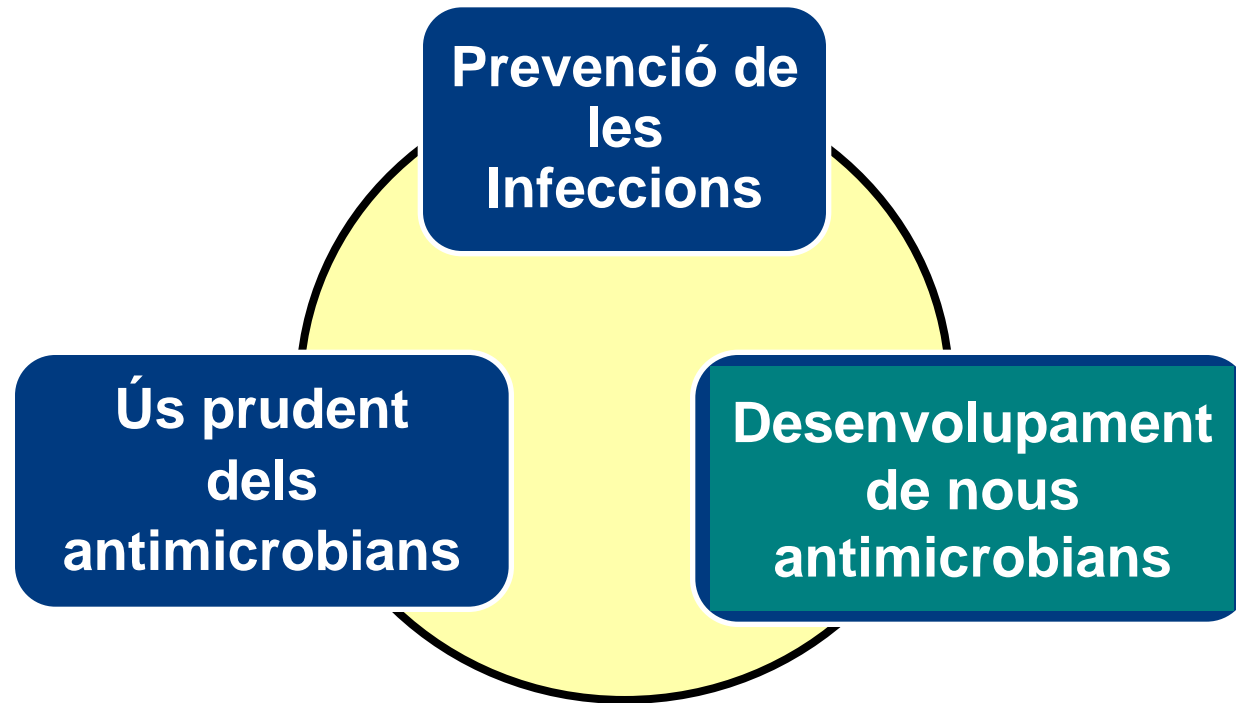 Prevenció de
les
Infeccions
Ús prudent
dels
antimicrobians
Desenvolupament
de nous
antimicrobians